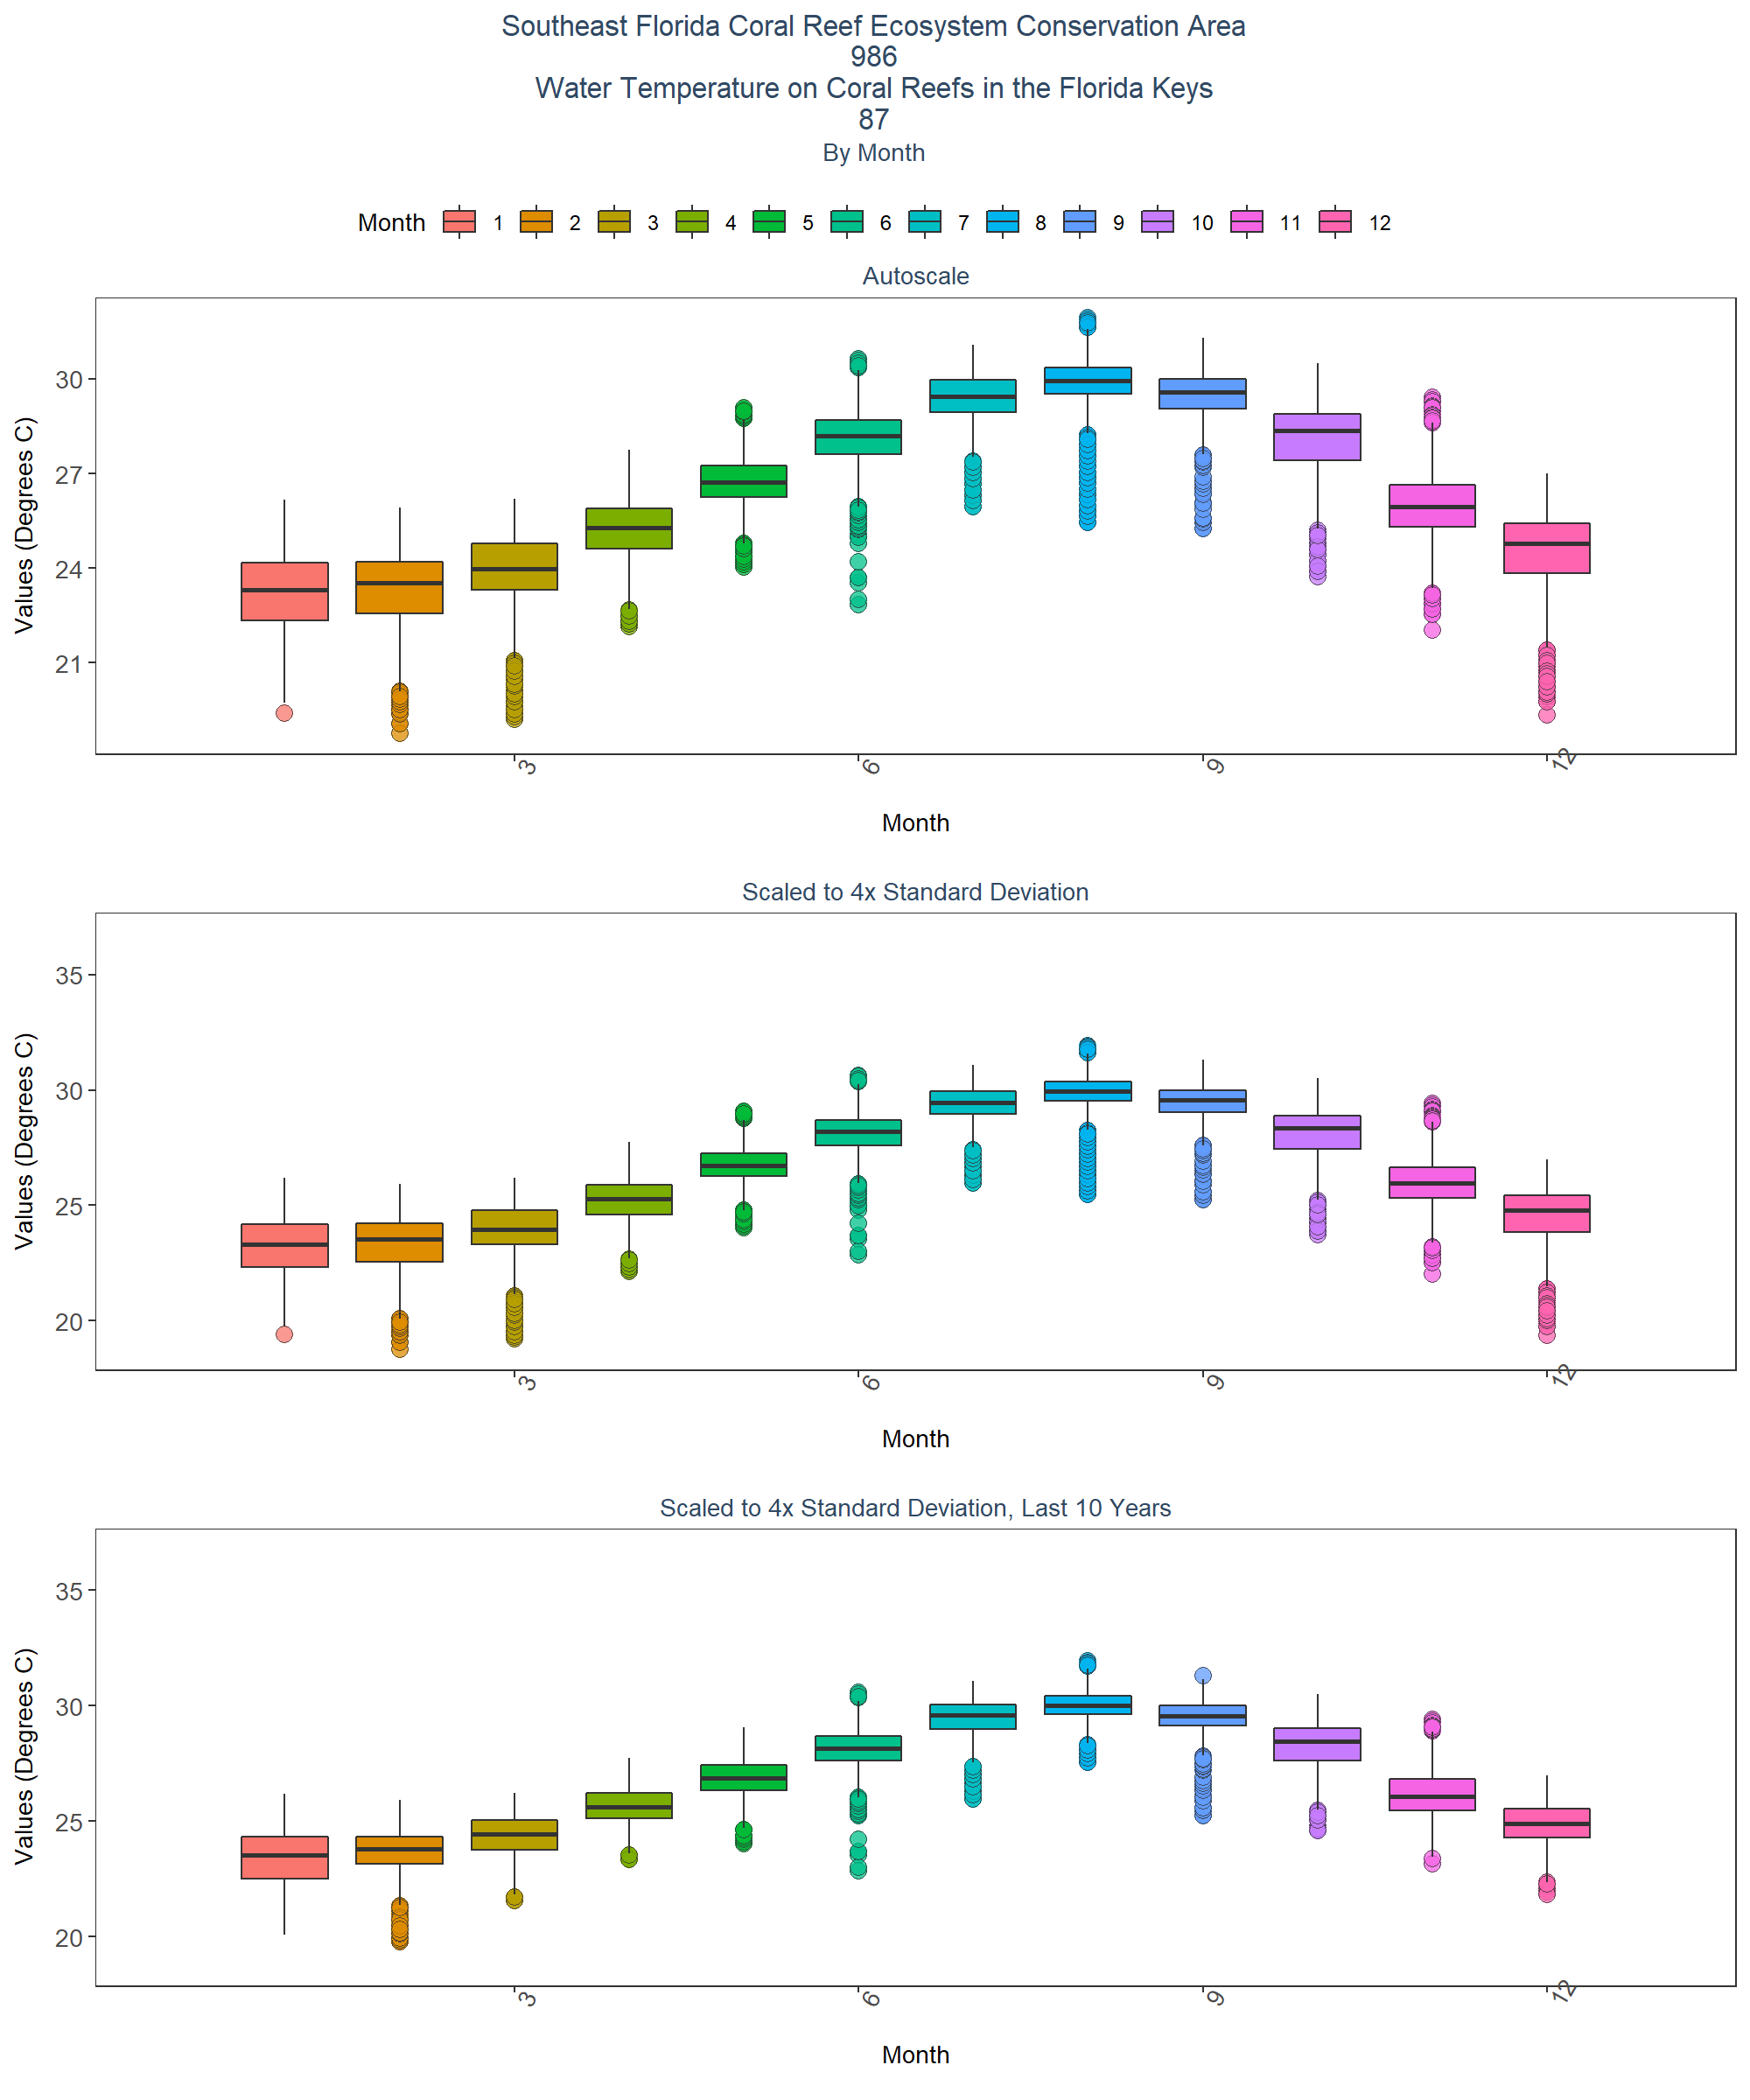 Southeast Florida Coral Reef Ecosystem Conservation Area
986
Water Temperature on Coral Reefs in the Florida Keys
87
By Month
Month 1 2 3 4 5 6 7 8 9 10 11 12
Autoscale
Values (Degrees C)
30
27
24
21
3 6 9 12
Month
Scaled to 4x Standard Deviation
Values (Degrees C)
35
30
25
20
3 6 9 12
Month
Scaled to 4x Standard Deviation, Last 10 Years
Values (Degrees C)
35
30
25
20
3 6 9 12
Month